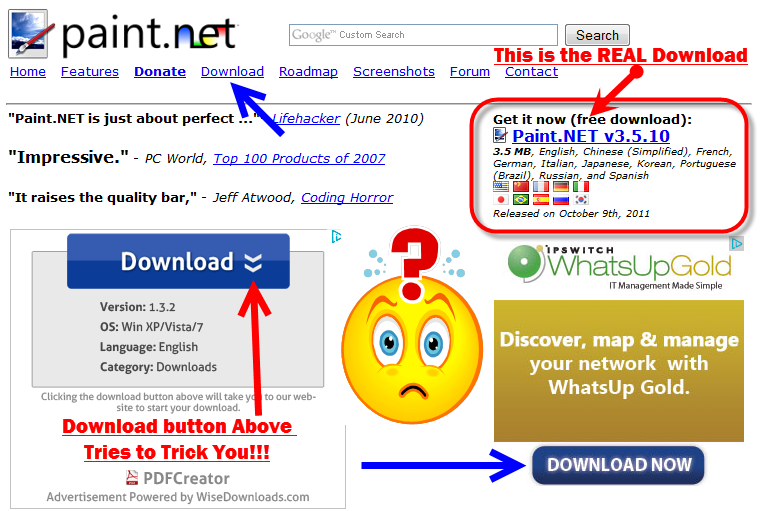 paint.net
Google™ Custom Search
Search
This is the REAL Download
Home Features Donate Download Roadmap Screenshots Forum Contact
"Paint.NET is just about perfect ..." - Lifehacker (June 2010)
"Impressive." - PC World, Top 100 Products of 2007
"It raises the quality bar," - Jeff Atwood, Coding Horror
Get it now (free download):
Paint.NET v3.5.10
3.5 MB, English, Chinese (Simplified), French,
German, Italian, Japanese, Korean, Portuguese
(Brazil), Russian, and Spanish
Released on October 9th, 2011
Download
Version: 1.3.2
OS: Win XP/Vista/7
Language: English
Category: Downloads
Clicking the download button above will take you to our web-
site to start your download.
Download button Above
Tries to Trick You!!!
PDFCreator
Advertisement Powered by WiseDownloads.com
?
IPSWITCH
WhatsUpGold
IT Management Made Simple
Discover, map & manage
your network with
WhatsUp Gold.
DOWNLOAD NOW